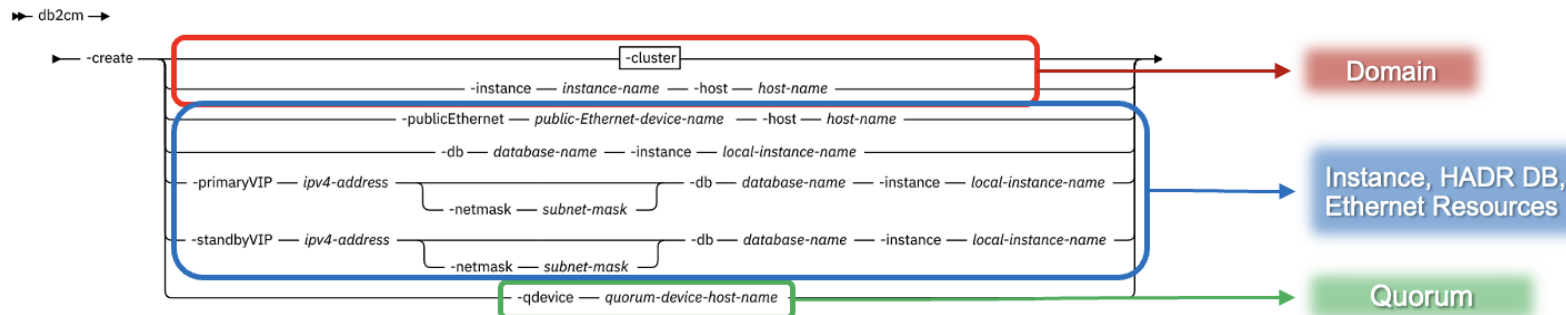 db2cm
-create
-cluster
-instance instance-name -host host-name
-publicEthernet public-Ethernet-device-name -host host-name
-db database-name -instance local-instance-name
-primaryVIP ipv4-address -db database-name -instance local-instance-name
-netmask subnet-mask
-standbyVIP ipv4-address -db database-name -instance local-instance-name
-netmask subnet-mask
-qdevice quorum-device-host-name
Domain
Instance, HADR DB,
Ethernet Resources
Quorum